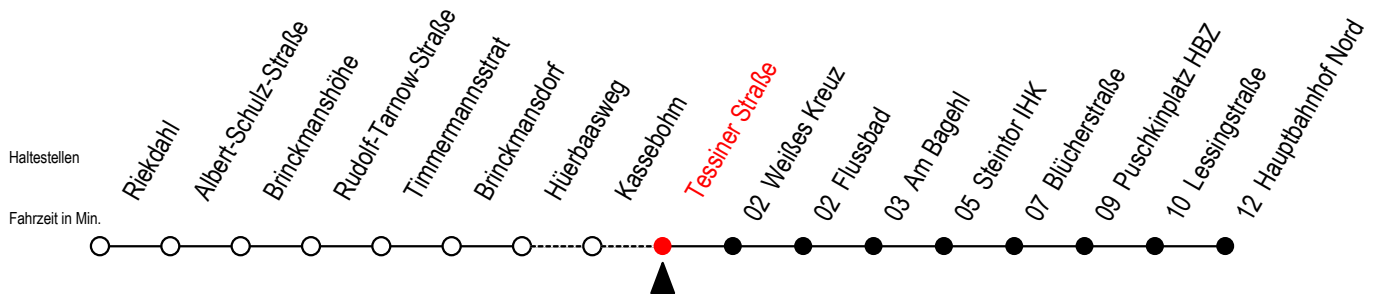 Haltestellen
Fahrzeit in Min.
Riekdahl
Albert-Schulz-Straße
Brinckmanshöhe
Rudolf-Tarnow-Straße
Timmermannsstrat
Brinckmansdorf
Hüerbaasweg
Kassebohm
Tessiner Straße
02 Weißes Kreuz
02 Flussbad
03 Am Bagehl
05 Steintor IHK
07 Blücherstraße
09 Puschkinplatz HBZ
10 Lessingstraße
12 Hauptbahnhof Nord